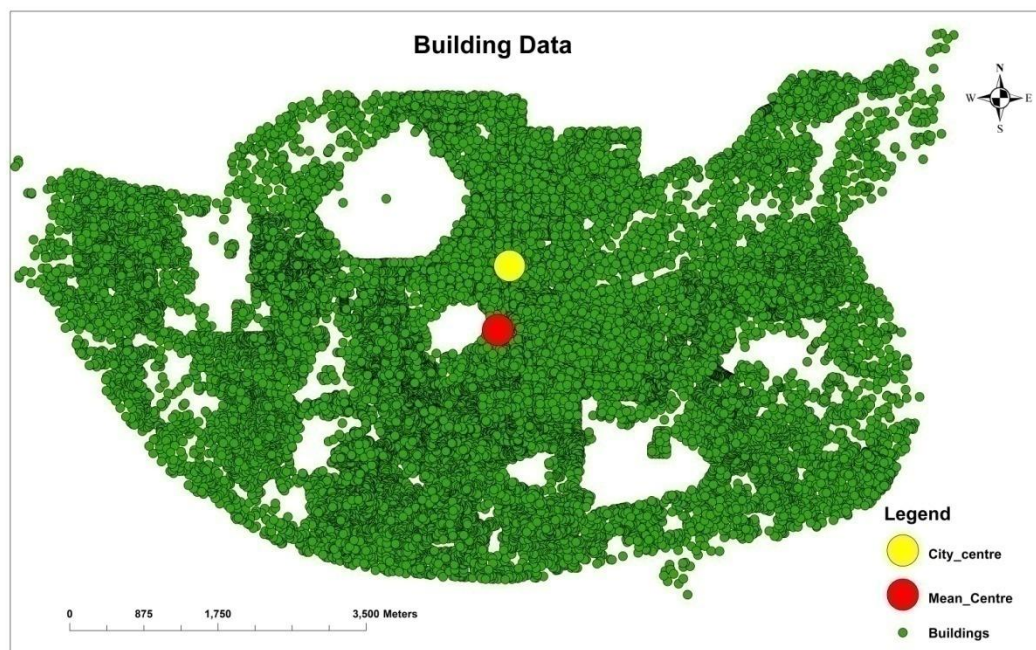 Building Data
N
W E
S
Legend
City_centre
Mean_Centre
Buildings
0 875 1,750 3,500 Meters